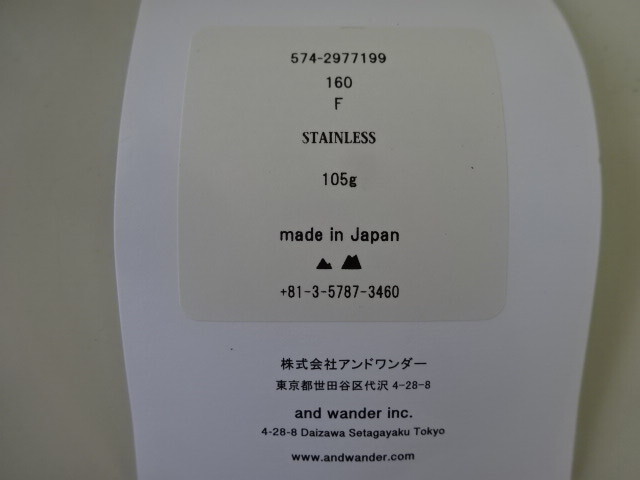 574-2977199
160
F
STAINLESS
105g
made in Japan
+81-3-5787-3460
株式会社アンドワンダー
東京都世田谷区代沢 4-28-8
and wander inc.
4-28-8 Daizawa Setagayaku Tokyo
www.andwander.com